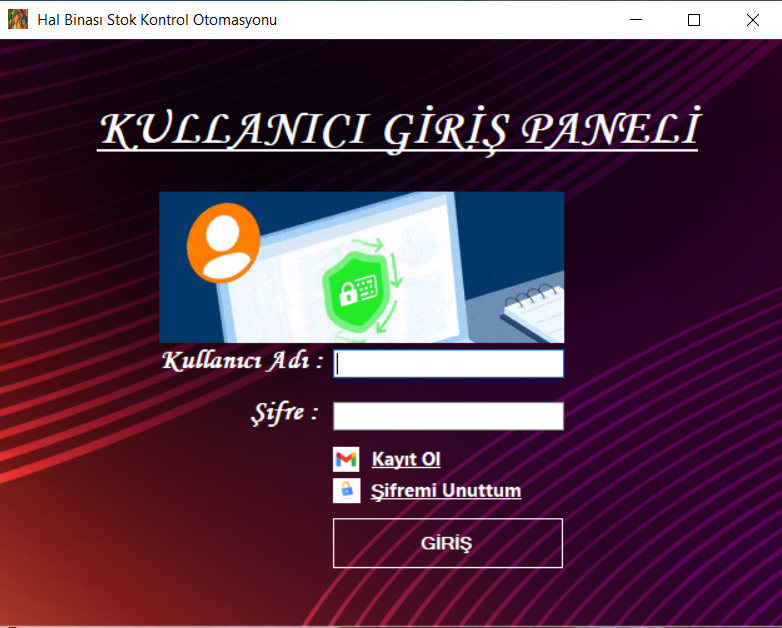 Hal Binası Stok Kontrol Otomasyonu
KULLANICI GİRİŞ PANELİ
Kullanıcı Adı :
Şifre :
Kayıt Ol
Şifremi Unuttum
GİRİŞ